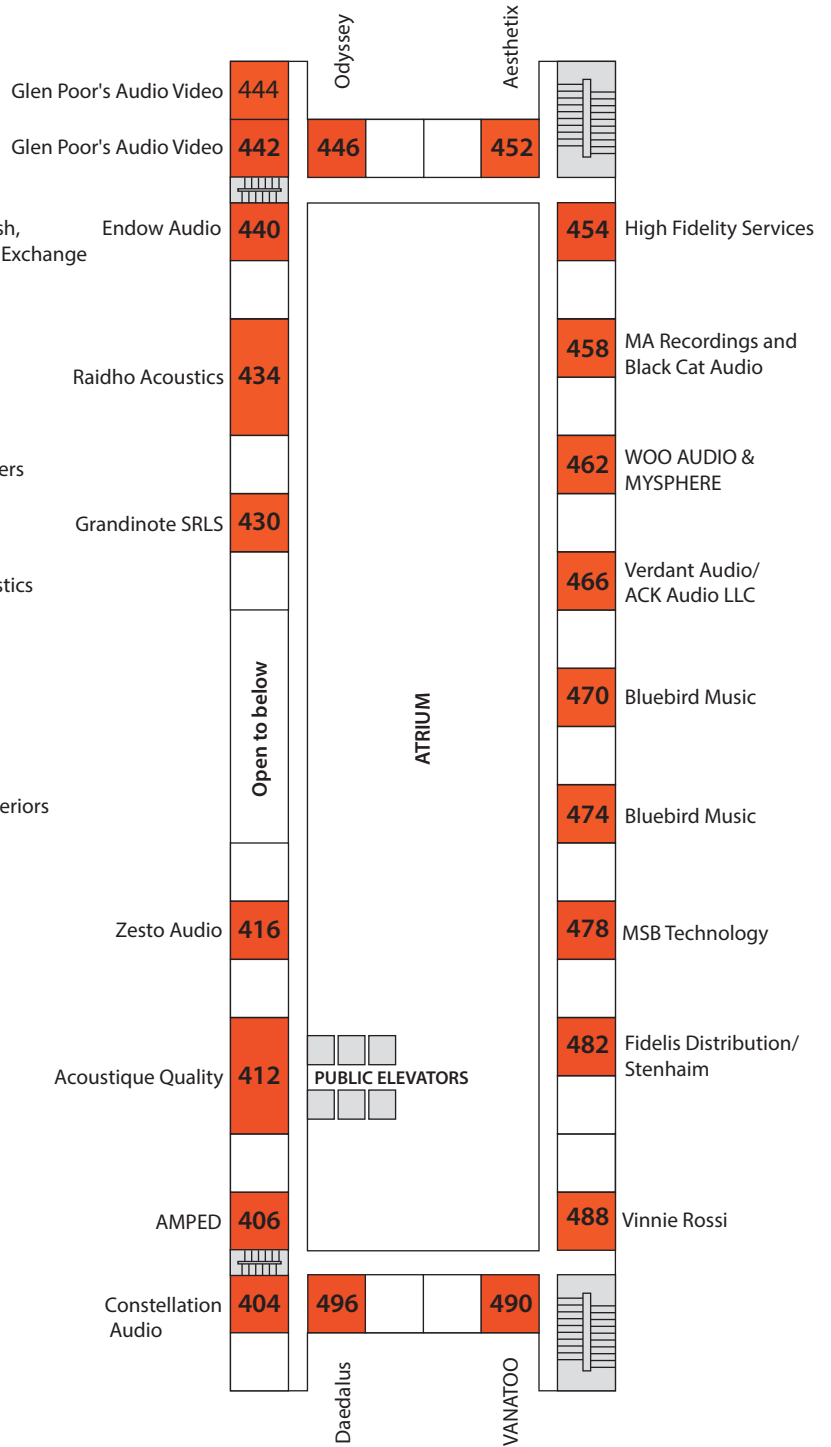 Odyssey
Aesthetix
Glen Poor's Audio Video 444
Glen Poor's Audio Video 442
446
452
sh,
Endow Audio 440
Exchange
454 High Fidelity Services
Raidho Acoustics 434
458 MA Recordings and
Black Cat Audio
ers
462 WOO AUDIO &
MYSPHERE
Grandinote SRLS 430
stics
466 Verdant Audio/
ACK Audio LLC
Open to below
ATRIUM
470 Bluebird Music
eriors
474 Bluebird Music
Zesto Audio 416
478 MSB Technology
Acoustique Quality 412
PUBLIC ELEVATORS
482 Fidelis Distribution/
Stenhaim
AMPED 406
488 Vinnie Rossi
Constellation
Audio
404
496
490
Daedalus
VANATOO